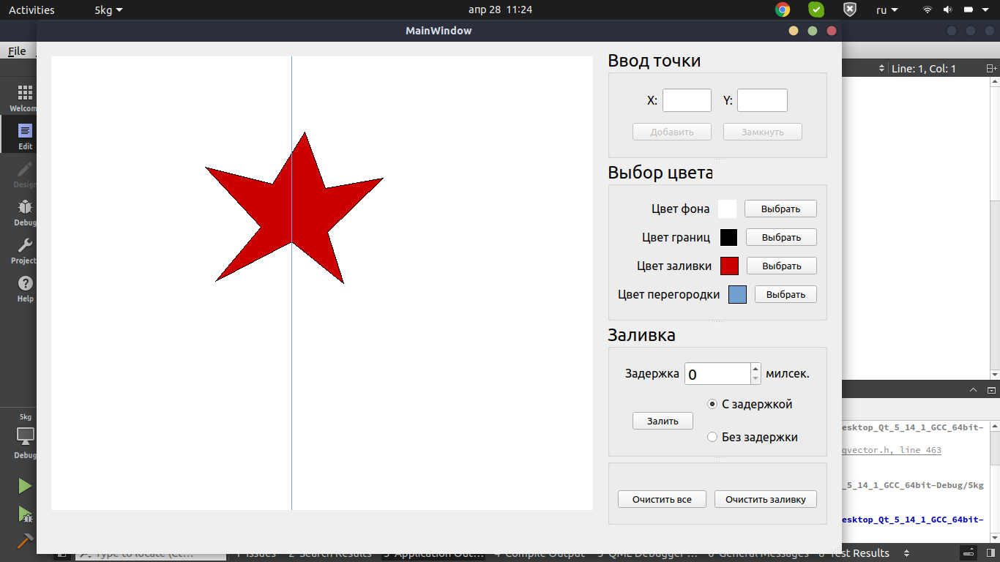 Activities 5kg апр 28 11:24 ru
MainWindow
File
Line: 1, Col: 1
Ввод точки
X: Y:
Добавить Замкнуть
Выбор цвета
Цвет фона Выбрать
Цвет границ Выбрать
Цвет заливки Выбрать
Цвет перегородки Выбрать
Заливка
Задержка 0 милсек.
С задержкой
Залить
Без задержки
Очистить все Очистить заливку
Welcom
Edit
Design
Debug
Project
Help
5kg
Debug
esktop_Qt_5_14_1_GCC_64bit-
qvector.h, line 463
_5_14_1_GCC_64bit-Debug/5kg
esktop_Qt_5_14_1_GCC_64bit-
Type to locate (Ct... 1 Issues 2 Search Results 3 Application Out... 4 Compile Output 5 QML Debugger ... 6 General Messages 8 Test Results